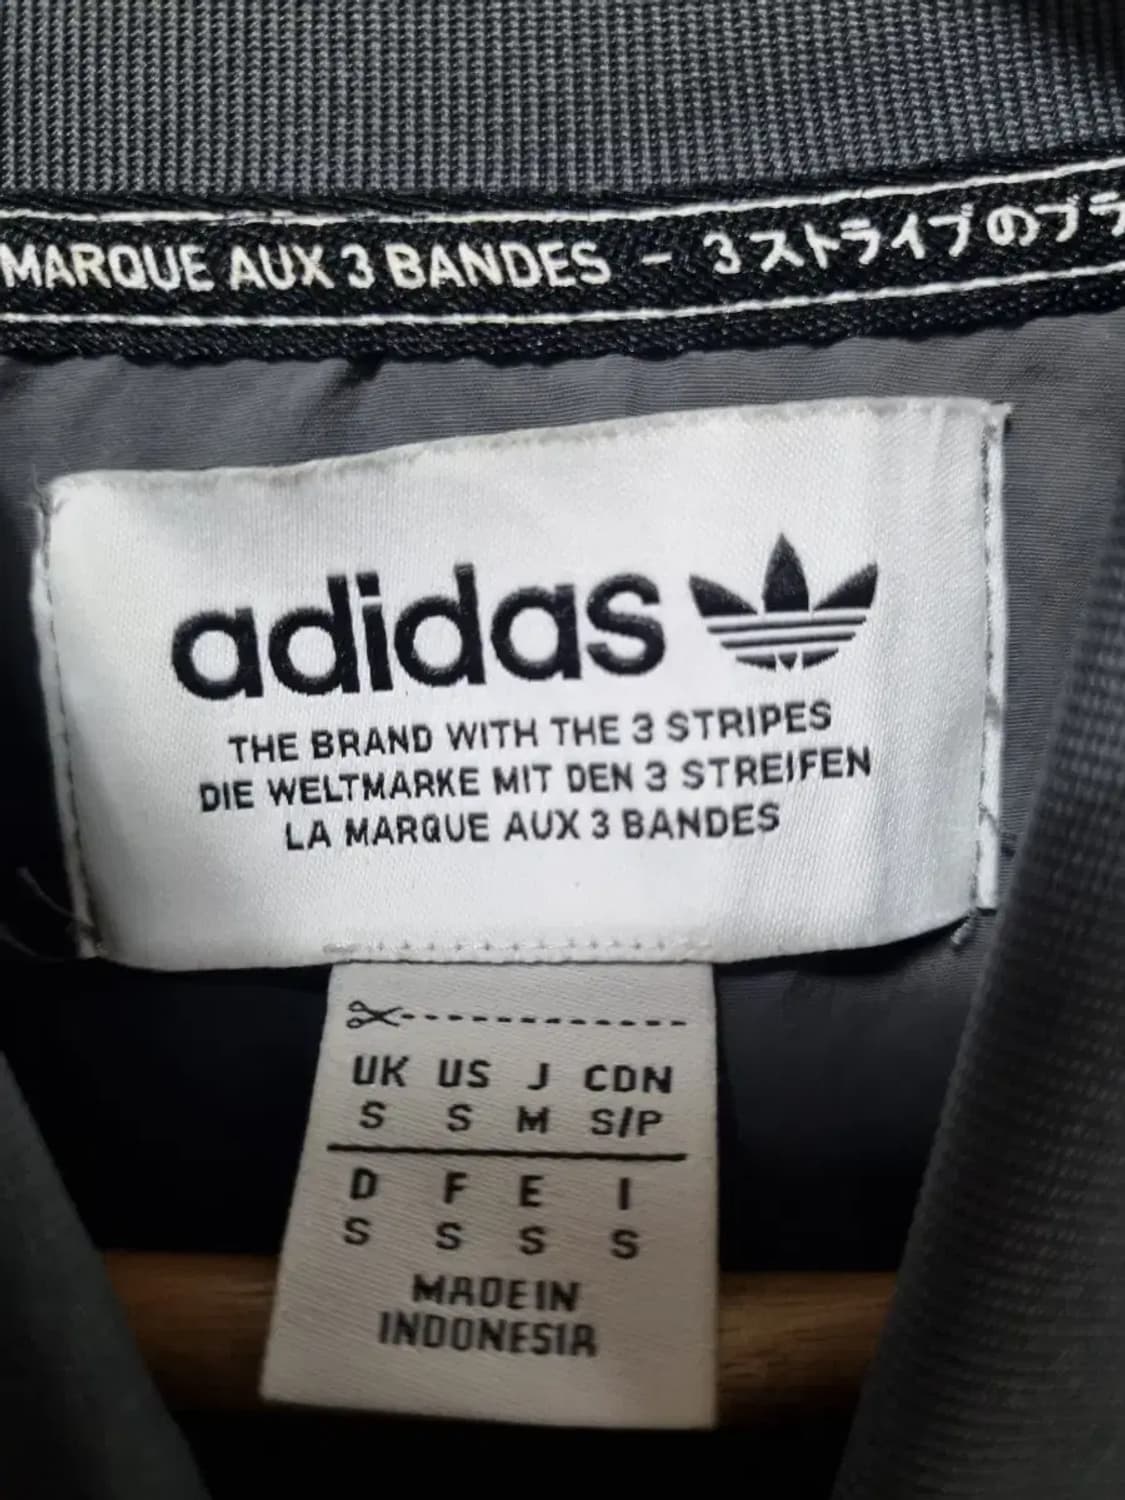 MARQUE AUX 3 BANDES - 3ストライプのブラ
adidas
THE BRAND WITH THE 3 STRIPES
DIE WELTMARKE MIT DEN 3 STREIFEN
LA MARQUE AUX 3 BANDES
UK US J CDN
S S M S/P
D F E I
S S S S
MADE IN
INDONESIA